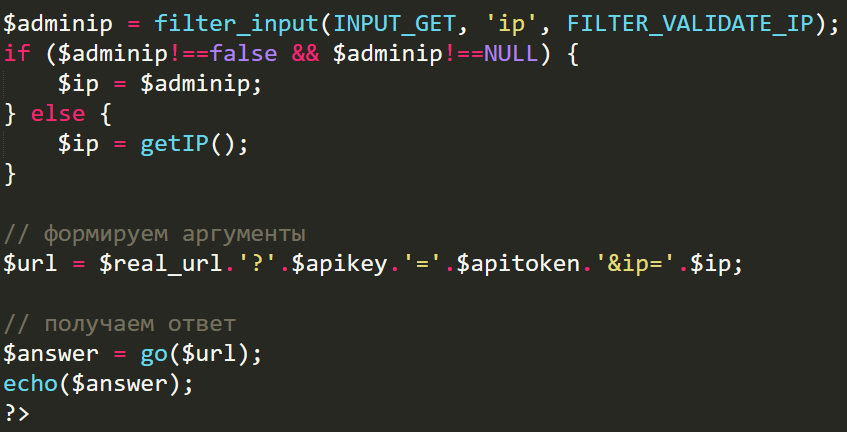 $adminip = filter_input(INPUT_GET, 'ip', FILTER_VALIDATE_IP);
if ($adminip!==false && $adminip!==NULL) {
    $ip = $adminip;
} else {
    $ip = getIP();
}

// формируем аргументы
$url = $real_url.'?'.$apikey.'='.$apitoken.'&ip='.$ip;

// получаем ответ
$answer = go($url);
echo($answer);
?>